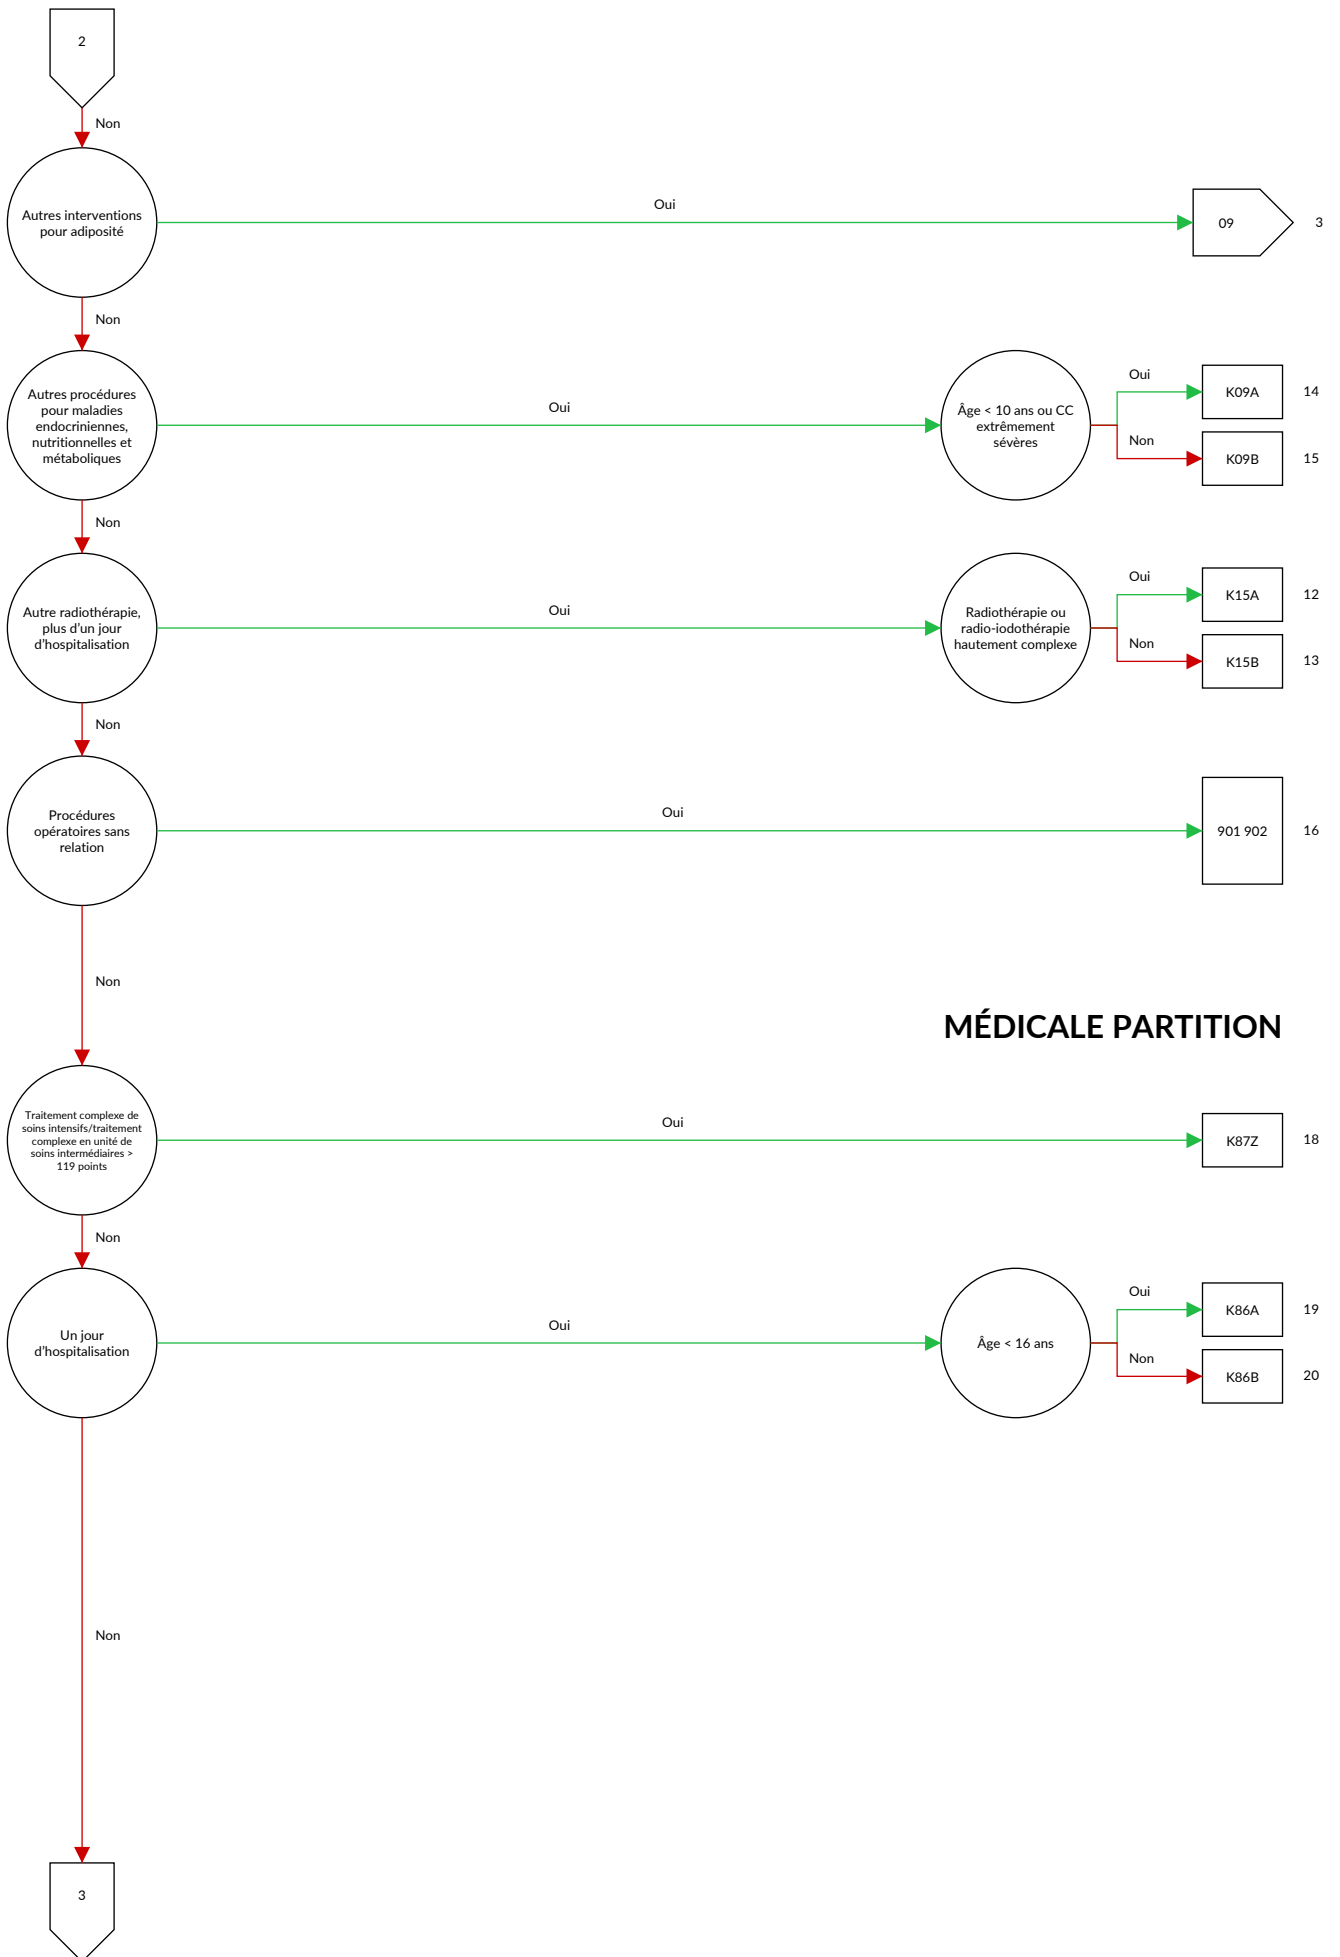 2
Non
Autres interventions
pour adiposité
Oui
09
3
Non
Autres procédures
pour maladies
endocriniennes,
nutritionnelles et
métaboliques
Oui
Âge < 10 ans ou CC
extrêmement
sévères
Oui
K09A
14
Non
K09B
15
Non
Autre radiothérapie,
plus d'un jour
d'hospitalisation
Oui
Radiothérapie ou
radio-iodothérapie
hautement complexe
Oui
K15A
12
Non
K15B
13
Non
Procédures
opératoires sans
relation
Oui
901 902
16
Non
MÉDICALE PARTITION
Traitement complexe de
soins intensifs/traitement
complexe en unité de
soins intermédiaires >
119 points
Oui
K87Z
18
Non
Un jour
d'hospitalisation
Oui
Âge < 16 ans
Oui
K86A
19
Non
K86B
20
Non
3